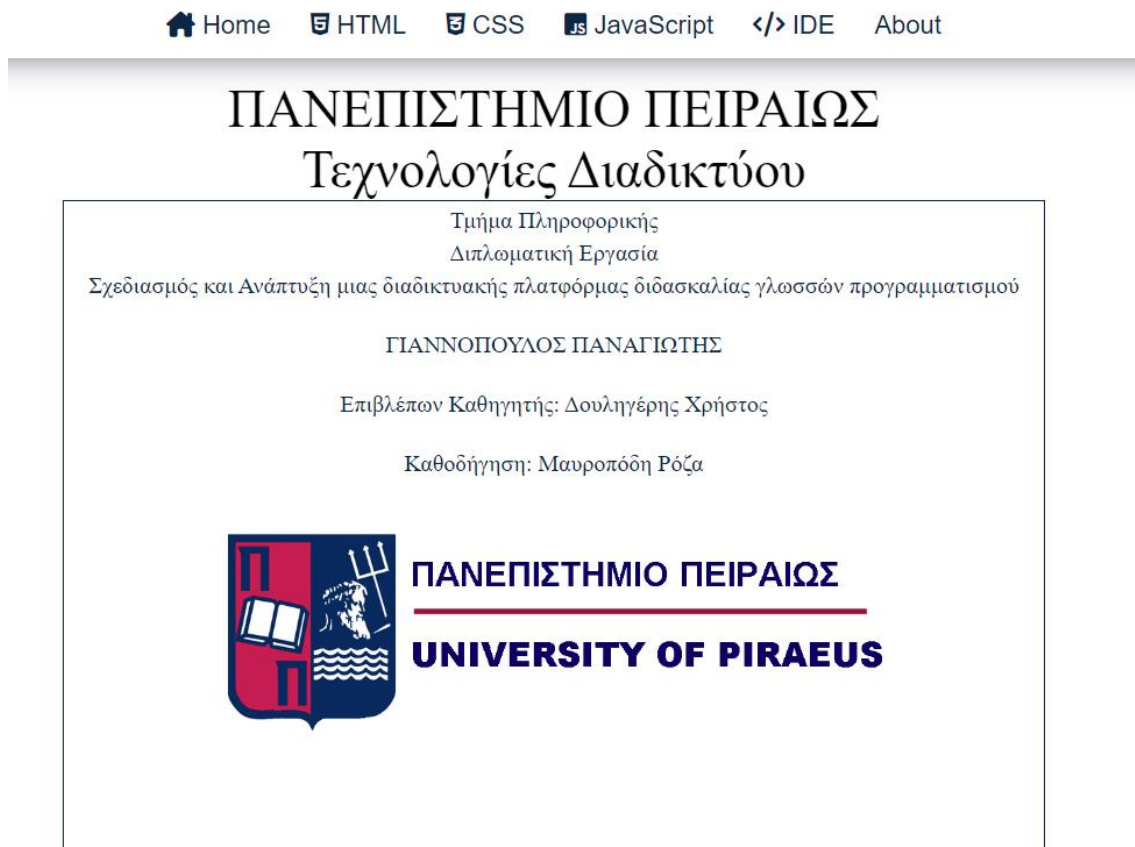 Home HTML CSS JS JavaScript </> IDE About
ΠΑΝΕΠΙΣΤΗΜΙΟ ΠΕΙΡΑΙΩΣ
Τεχνολογίες Διαδικτύου
Τμήμα Πληροφορικής
Διπλωματική Εργασία
Σχεδιασμός και Ανάπτυξη μιας διαδικτυακής πλατφόρμας διδασκαλίας γλωσσών προγραμματισμού
ΓΙΑΝΝΟΠΟΥΛΟΣ ΠΑΝΑΓΙΩΤΗΣ
Επιβλέπων Καθηγητής: Δουληγέρης Χρήστος
Καθοδήγηση: Μαυροπόδη Ρόζα
Π
Π
ΠΑΝΕΠΙΣΤΗΜΙΟ ΠΕΙΡΑΙΩΣ
UNIVERSITY OF PIRAEUS